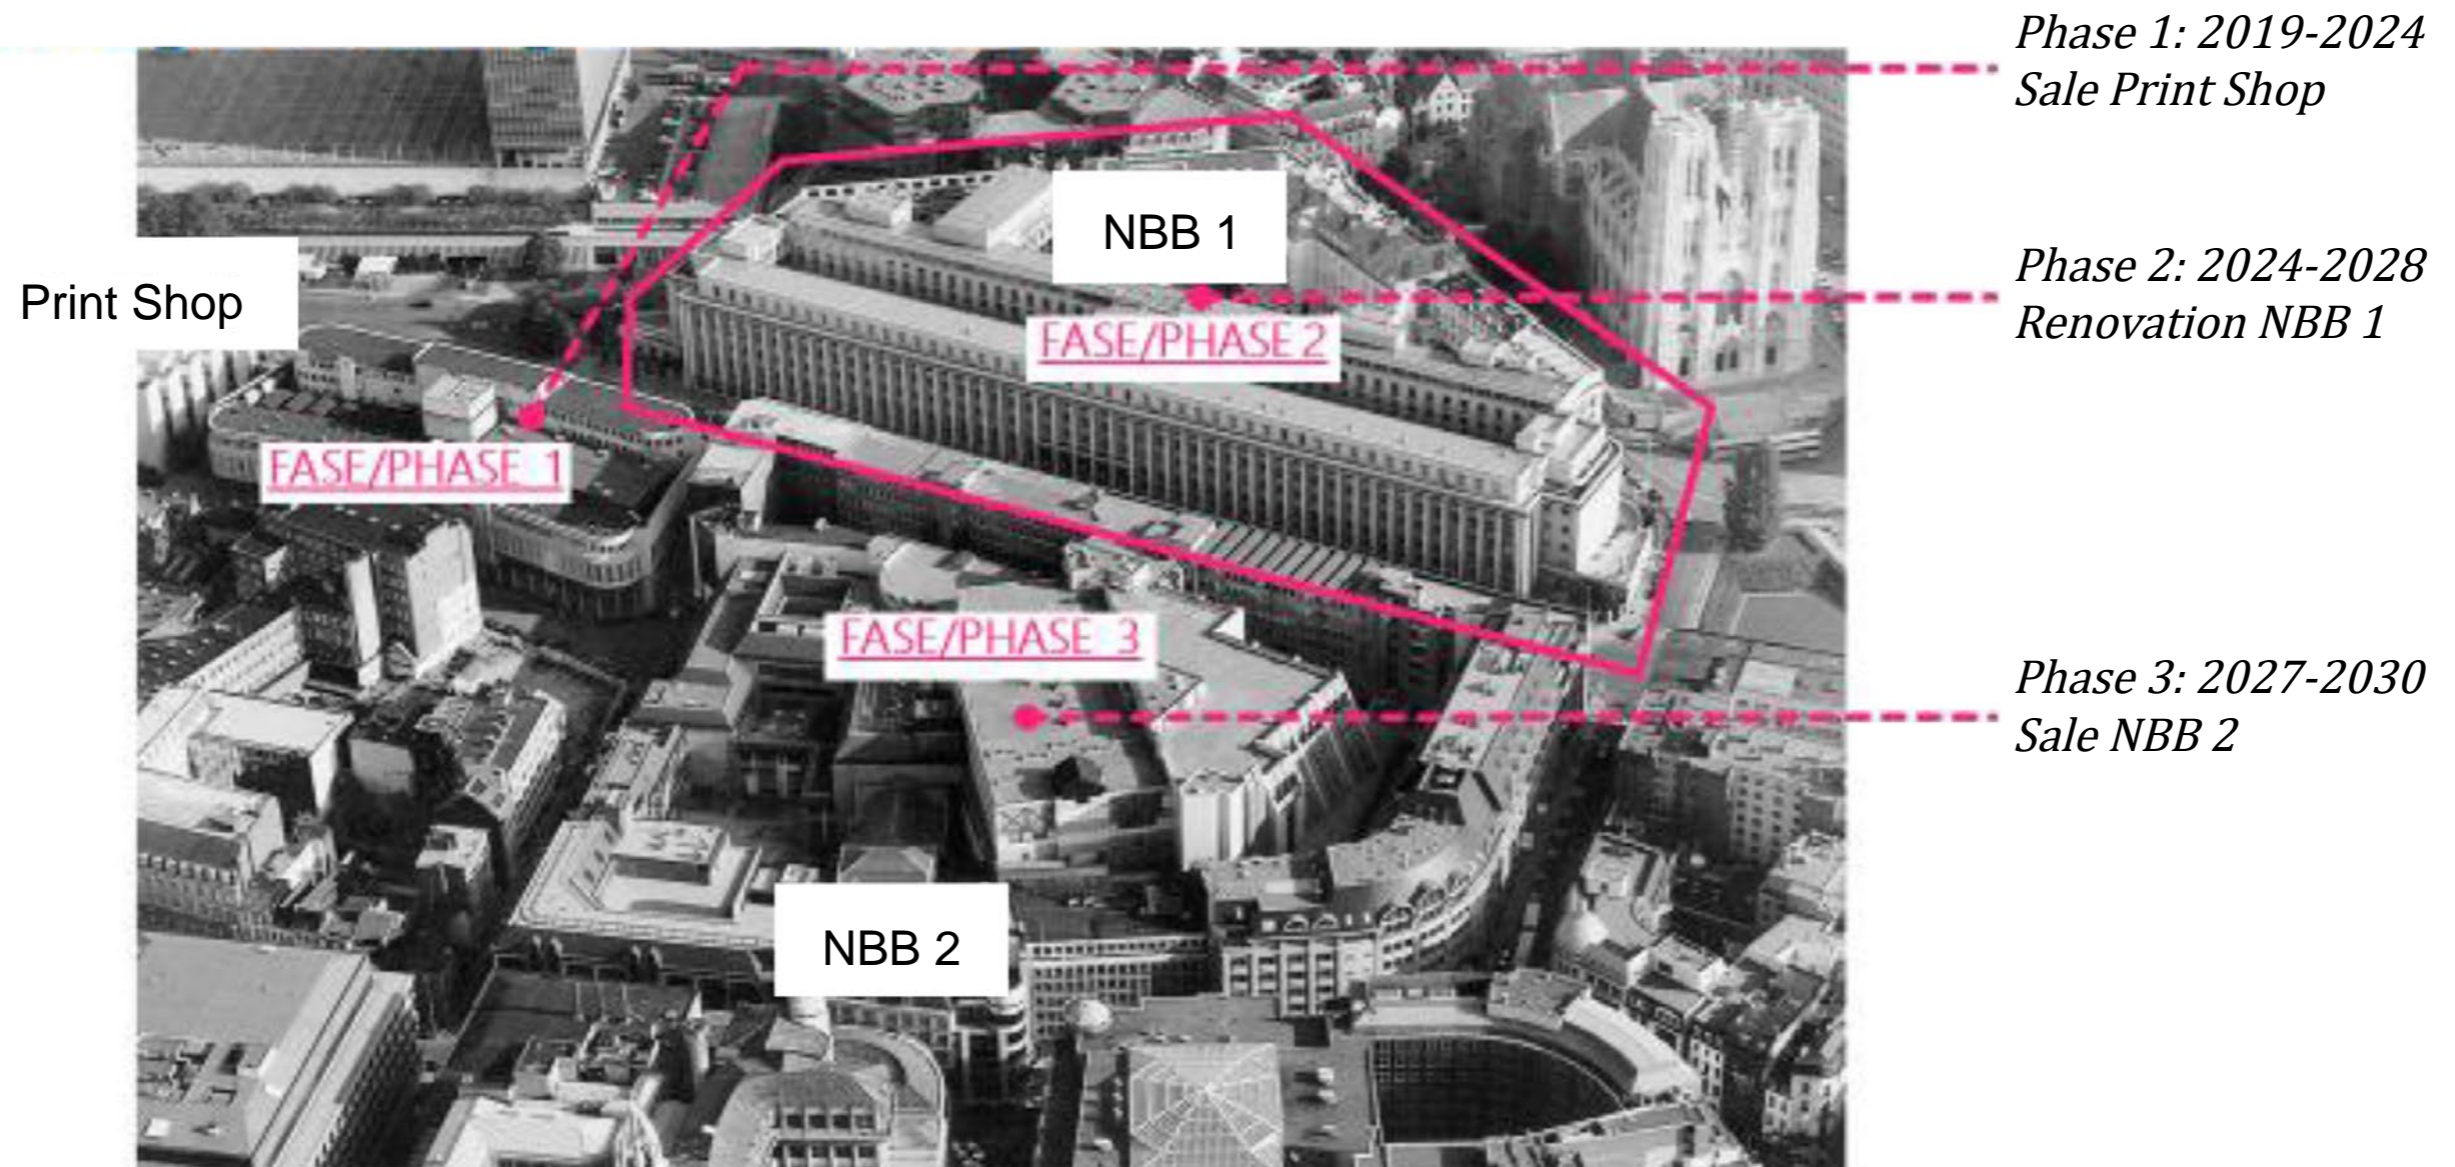 Phase 1: 2019-2024
Sale Print Shop
NBB 1
Phase 2: 2024-2028
Renovation NBB 1
Print Shop
FASE/PHASE 2
FASE/PHASE 1
FASE/PHASE 3
Phase 3: 2027-2030
Sale NBB 2
NBB 2